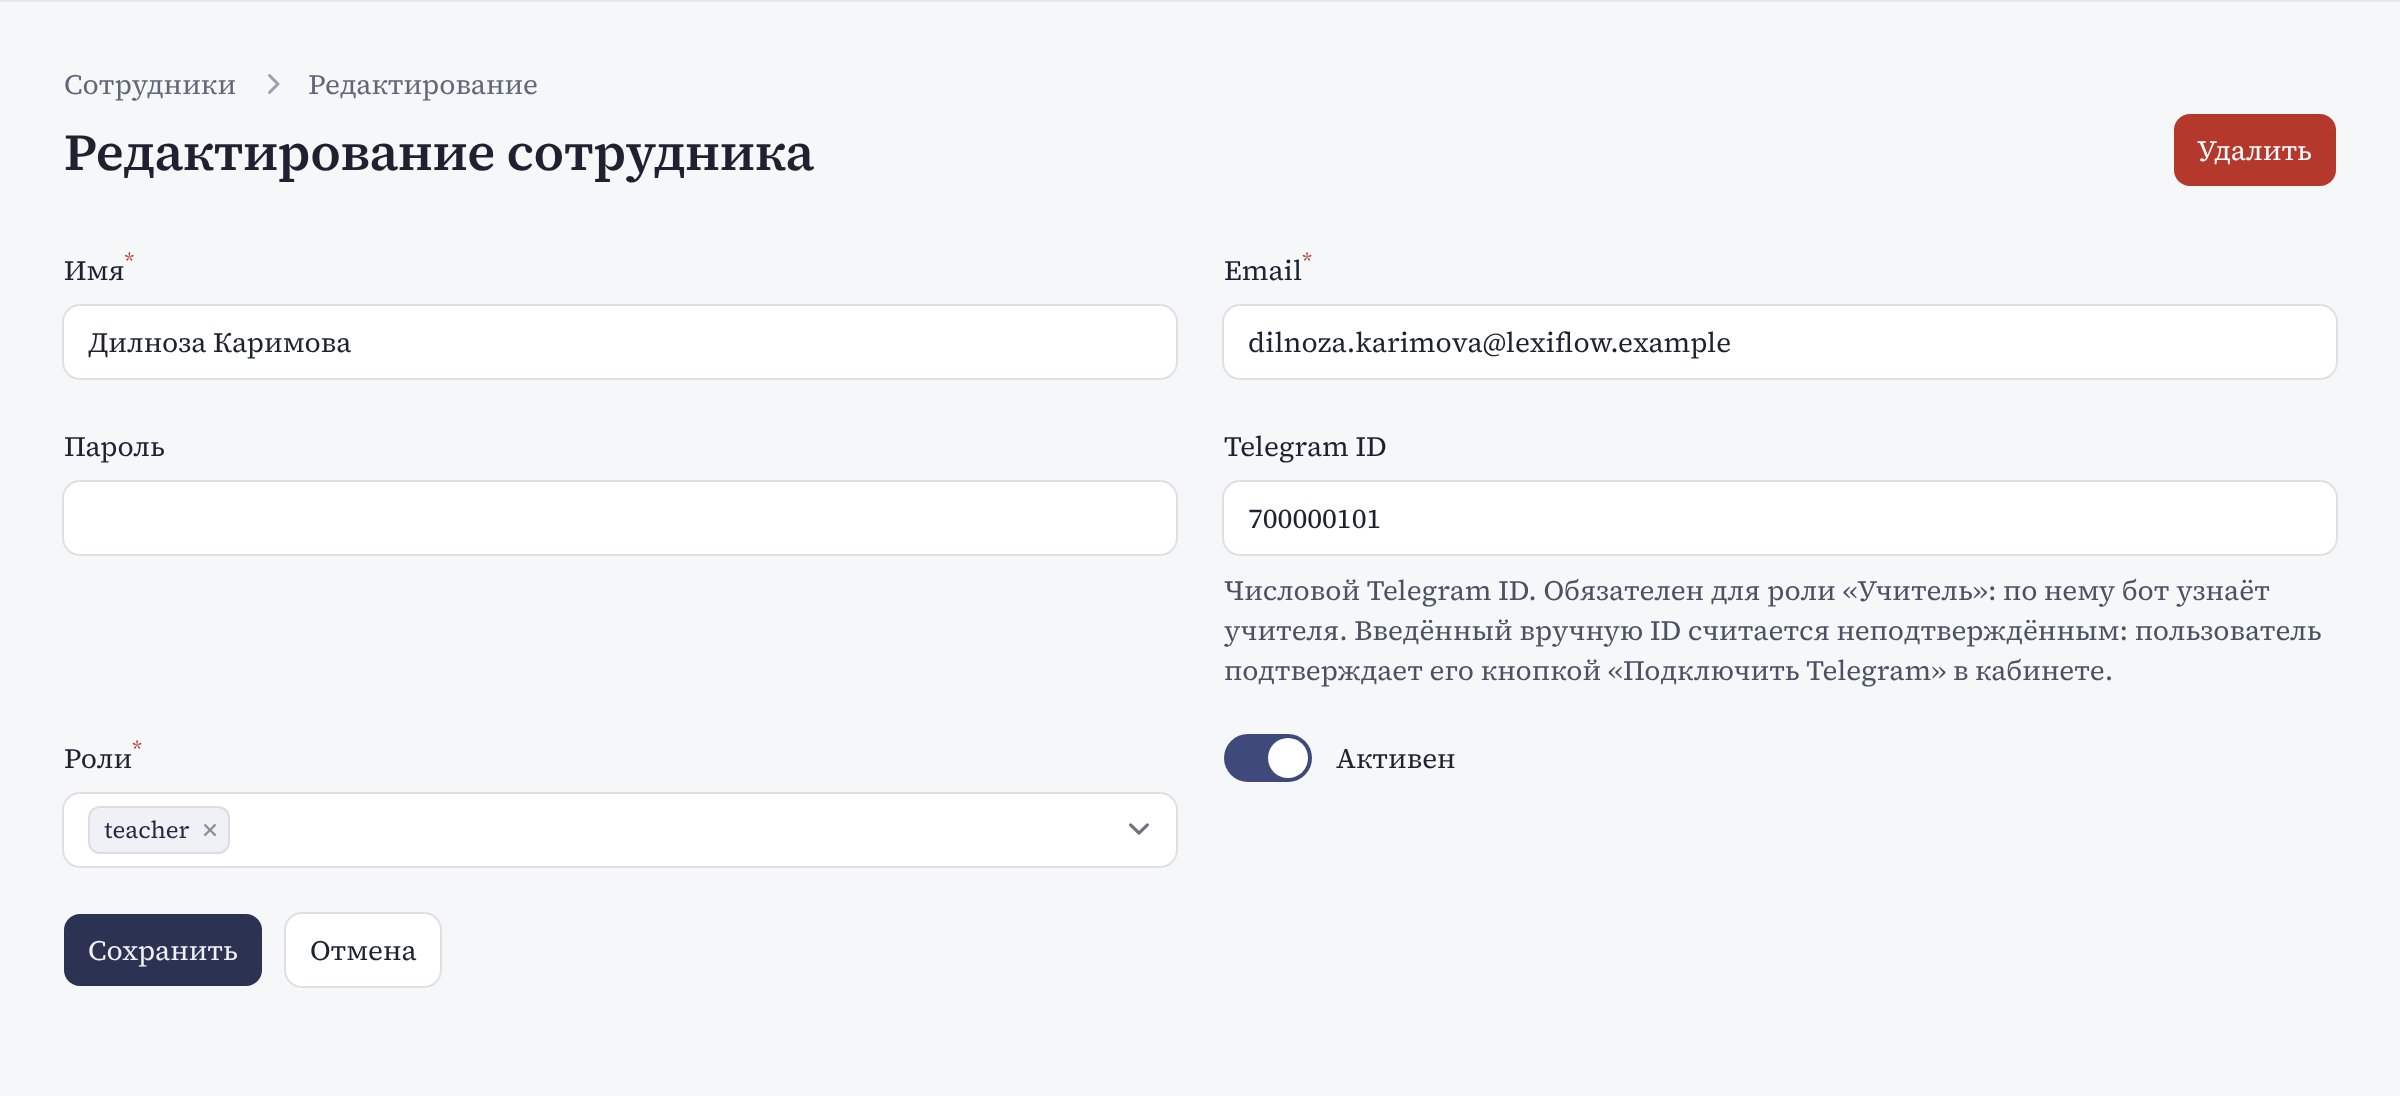 Сотрудники > Редактирование
Редактирование сотрудника
Удалить
Имя*
Дилноза Каримова
Email*
dilnoza.karimova@lexiflow.example
Пароль
Telegram ID
700000101
Числовой Telegram ID. Обязателен для роли «Учитель»: по нему бот узнаёт
учителя. Введённый вручную ID считается неподтверждённым: пользователь
подтверждает его кнопкой «Подключить Telegram» в кабинете.
Роли*
teacher ×
Активен
Сохранить
Отмена